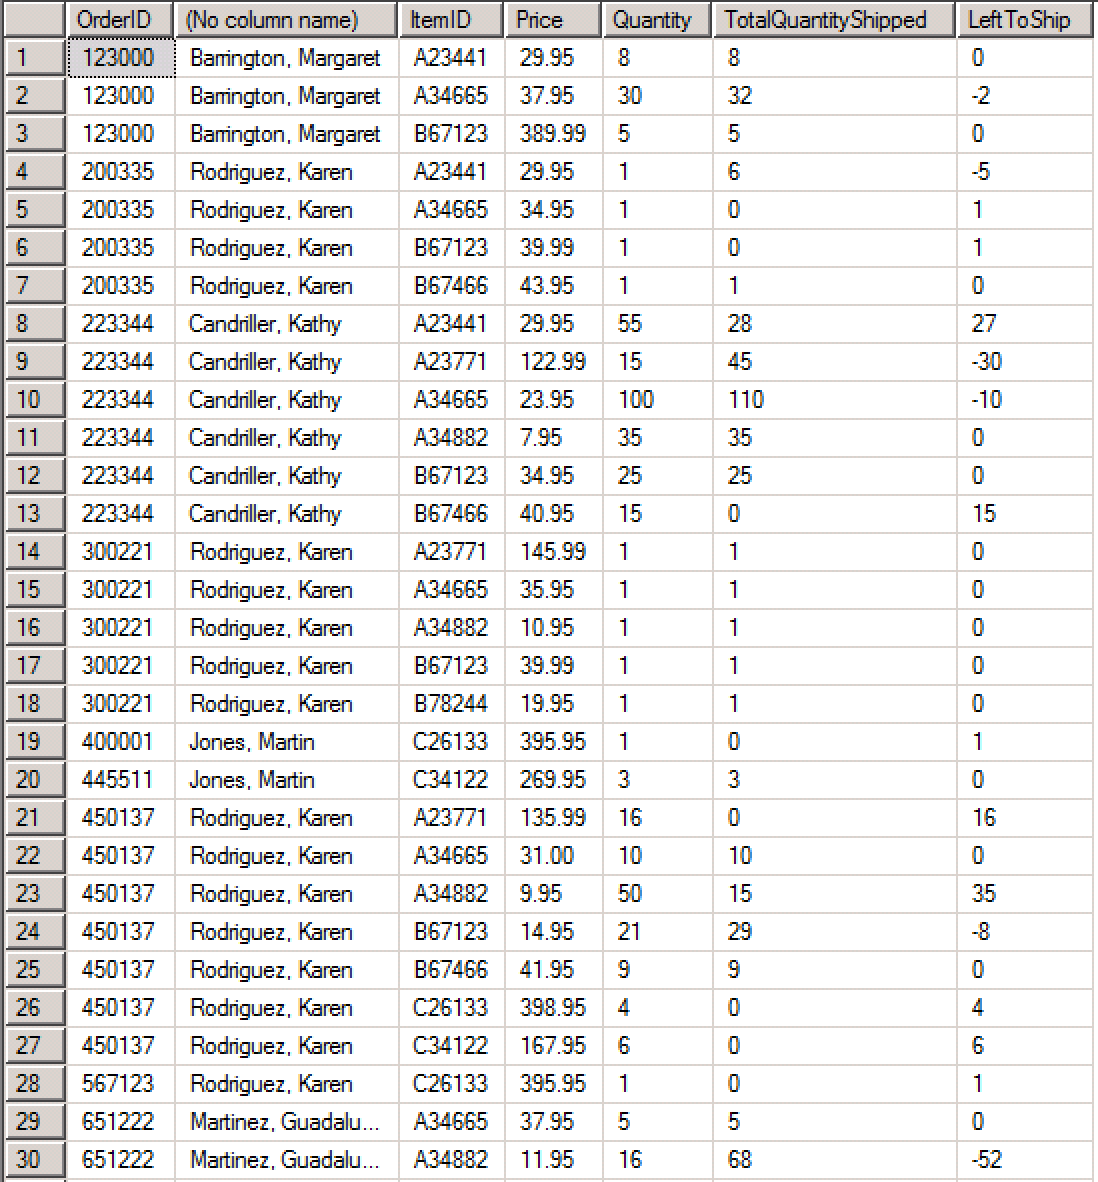 OrderID (No column name) ItemID Price Quantity TotalQuantityShipped LeftToShip
1 123000 Barrington, Margaret A23441 29.95 8 8 0
2 123000 Barrington, Margaret A34665 37.95 30 32 -2
3 123000 Barrington, Margaret B67123 389.99 5 5 0
4 200335 Rodriguez, Karen A23441 29.95 1 6 -5
5 200335 Rodriguez, Karen A34665 34.95 1 0 1
6 200335 Rodriguez, Karen B67123 39.99 1 0 1
7 200335 Rodriguez, Karen B67466 43.95 1 1 0
8 223344 Candriller, Kathy A23441 29.95 55 28 27
9 223344 Candriller, Kathy A23771 122.99 15 45 -30
10 223344 Candriller, Kathy A34665 23.95 100 110 -10
11 223344 Candriller, Kathy A34882 7.95 35 35 0
12 223344 Candriller, Kathy B67123 34.95 25 25 0
13 223344 Candriller, Kathy B67466 40.95 15 0 15
14 300221 Rodriguez, Karen A23771 145.99 1 1 0
15 300221 Rodriguez, Karen A34665 35.95 1 1 0
16 300221 Rodriguez, Karen A34882 10.95 1 1 0
17 300221 Rodriguez, Karen B67123 39.99 1 1 0
18 300221 Rodriguez, Karen B78244 19.95 1 1 0
19 400001 Jones, Martin C26133 395.95 1 0 1
20 445511 Jones, Martin C34122 269.95 3 3 0
21 450137 Rodriguez, Karen A23771 135.99 16 0 16
22 450137 Rodriguez, Karen A34665 31.00 10 10 0
23 450137 Rodriguez, Karen A34882 9.95 50 15 35
24 450137 Rodriguez, Karen B67123 14.95 21 29 -8
25 450137 Rodriguez, Karen B67466 41.95 9 9 0
26 450137 Rodriguez, Karen C26133 398.95 4 0 4
27 450137 Rodriguez, Karen C34122 167.95 6 0 6
28 567123 Rodriguez, Karen C26133 395.95 1 0 1
29 651222 Martinez, Guadalu... A34665 37.95 5 5 0
30 651222 Martinez, Guadalu... A34882 11.95 16 68 -52